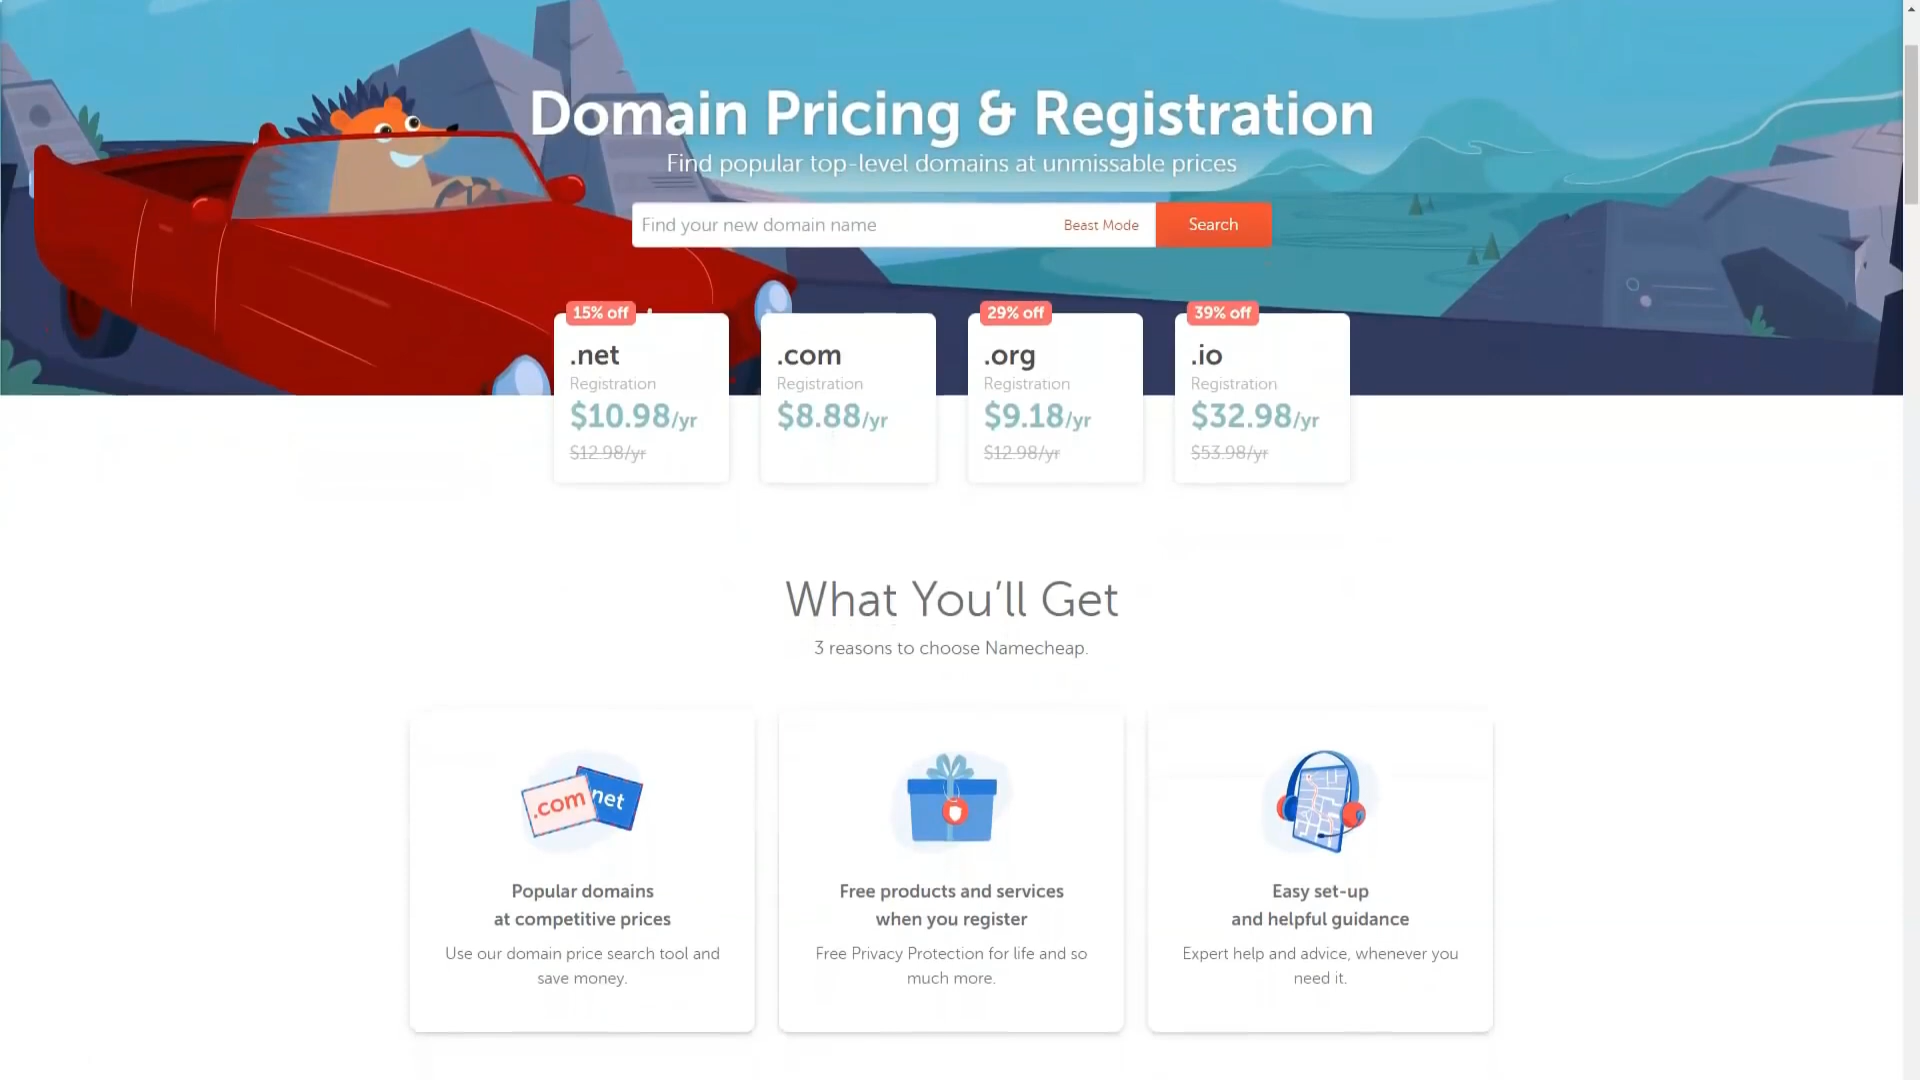 Domain Pricing & Registration
Find popular top-level domains at unmissable prices
Find your new domain name
Beast Mode
Search
15% off
.net
Registration
$10.98/yr
$12.98/yr
.com
Registration
$8.88/yr
29% off
.org
Registration
$9.18/yr
$12.98/yr
39% off
.io
Registration
$32.98/yr
$53.98/yr
What You'll Get
3 reasons to choose Namecheap.
.com
net
Popular domains
at competitive prices
Use our domain price search tool and
save money.
Free products and services
when you register
Free Privacy Protection for life and so
much more.
Easy set-up
and helpful guidance
Expert help and advice, whenever you
need it.